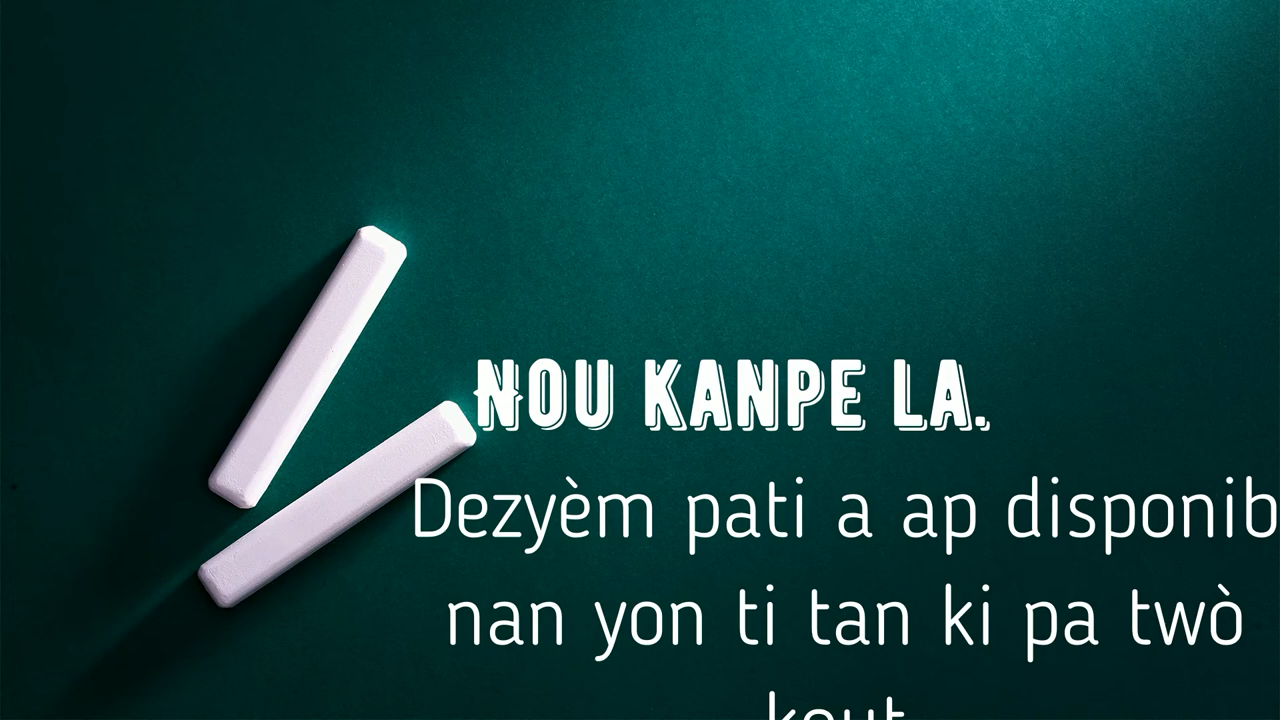 NOU KANPE LA.
Dezyèm pati a ap disponib
nan yon ti tan ki pa twò